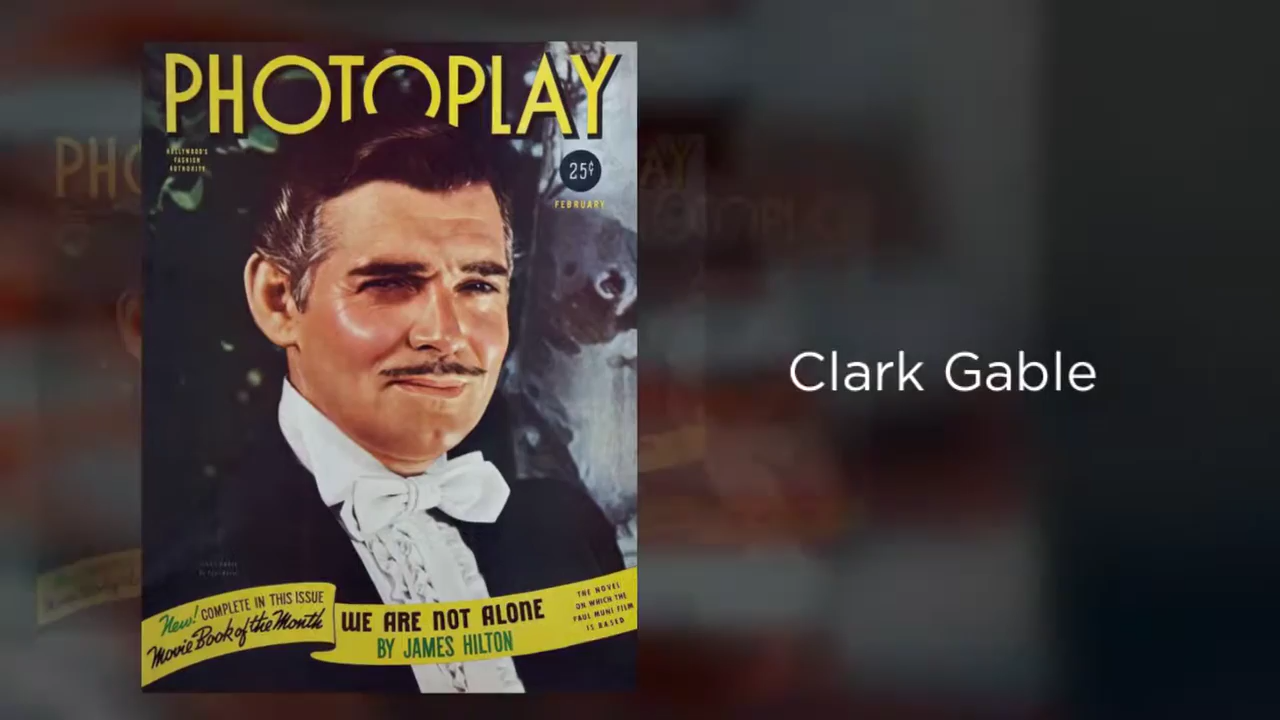 PHOTOPLAY
HOLLYWOOD'S
FASHION
AUTHORITY
25¢
FEBRUARY
Clark Gable
New! COMPLETE IN THIS ISSUE
Movie Book of the Month
WE ARE NOT ALONE
BY JAMES HILTON
THE NOVEL
ON WHICH THE
PAUL MUNI FILM
IS BASED